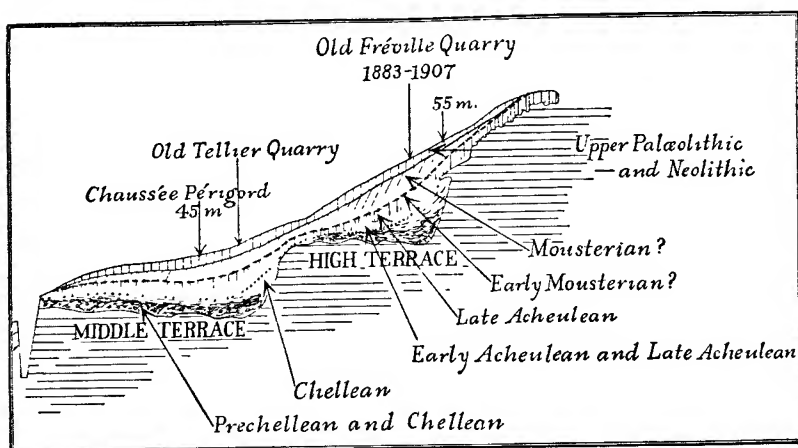 Old Fréville Quarry
1883-1907
55 m.
Old Tellier Quarry
Upper Palæolithic
— and Neolithic
Chaussée Périgord
45 m
Mousterian?
HIGH TERRACE
Early Mousterian?
Late Acheulean
MIDDLE TERRACE
Early Acheulean and Late Acheulean
Chellean
Prechellean and Chellean